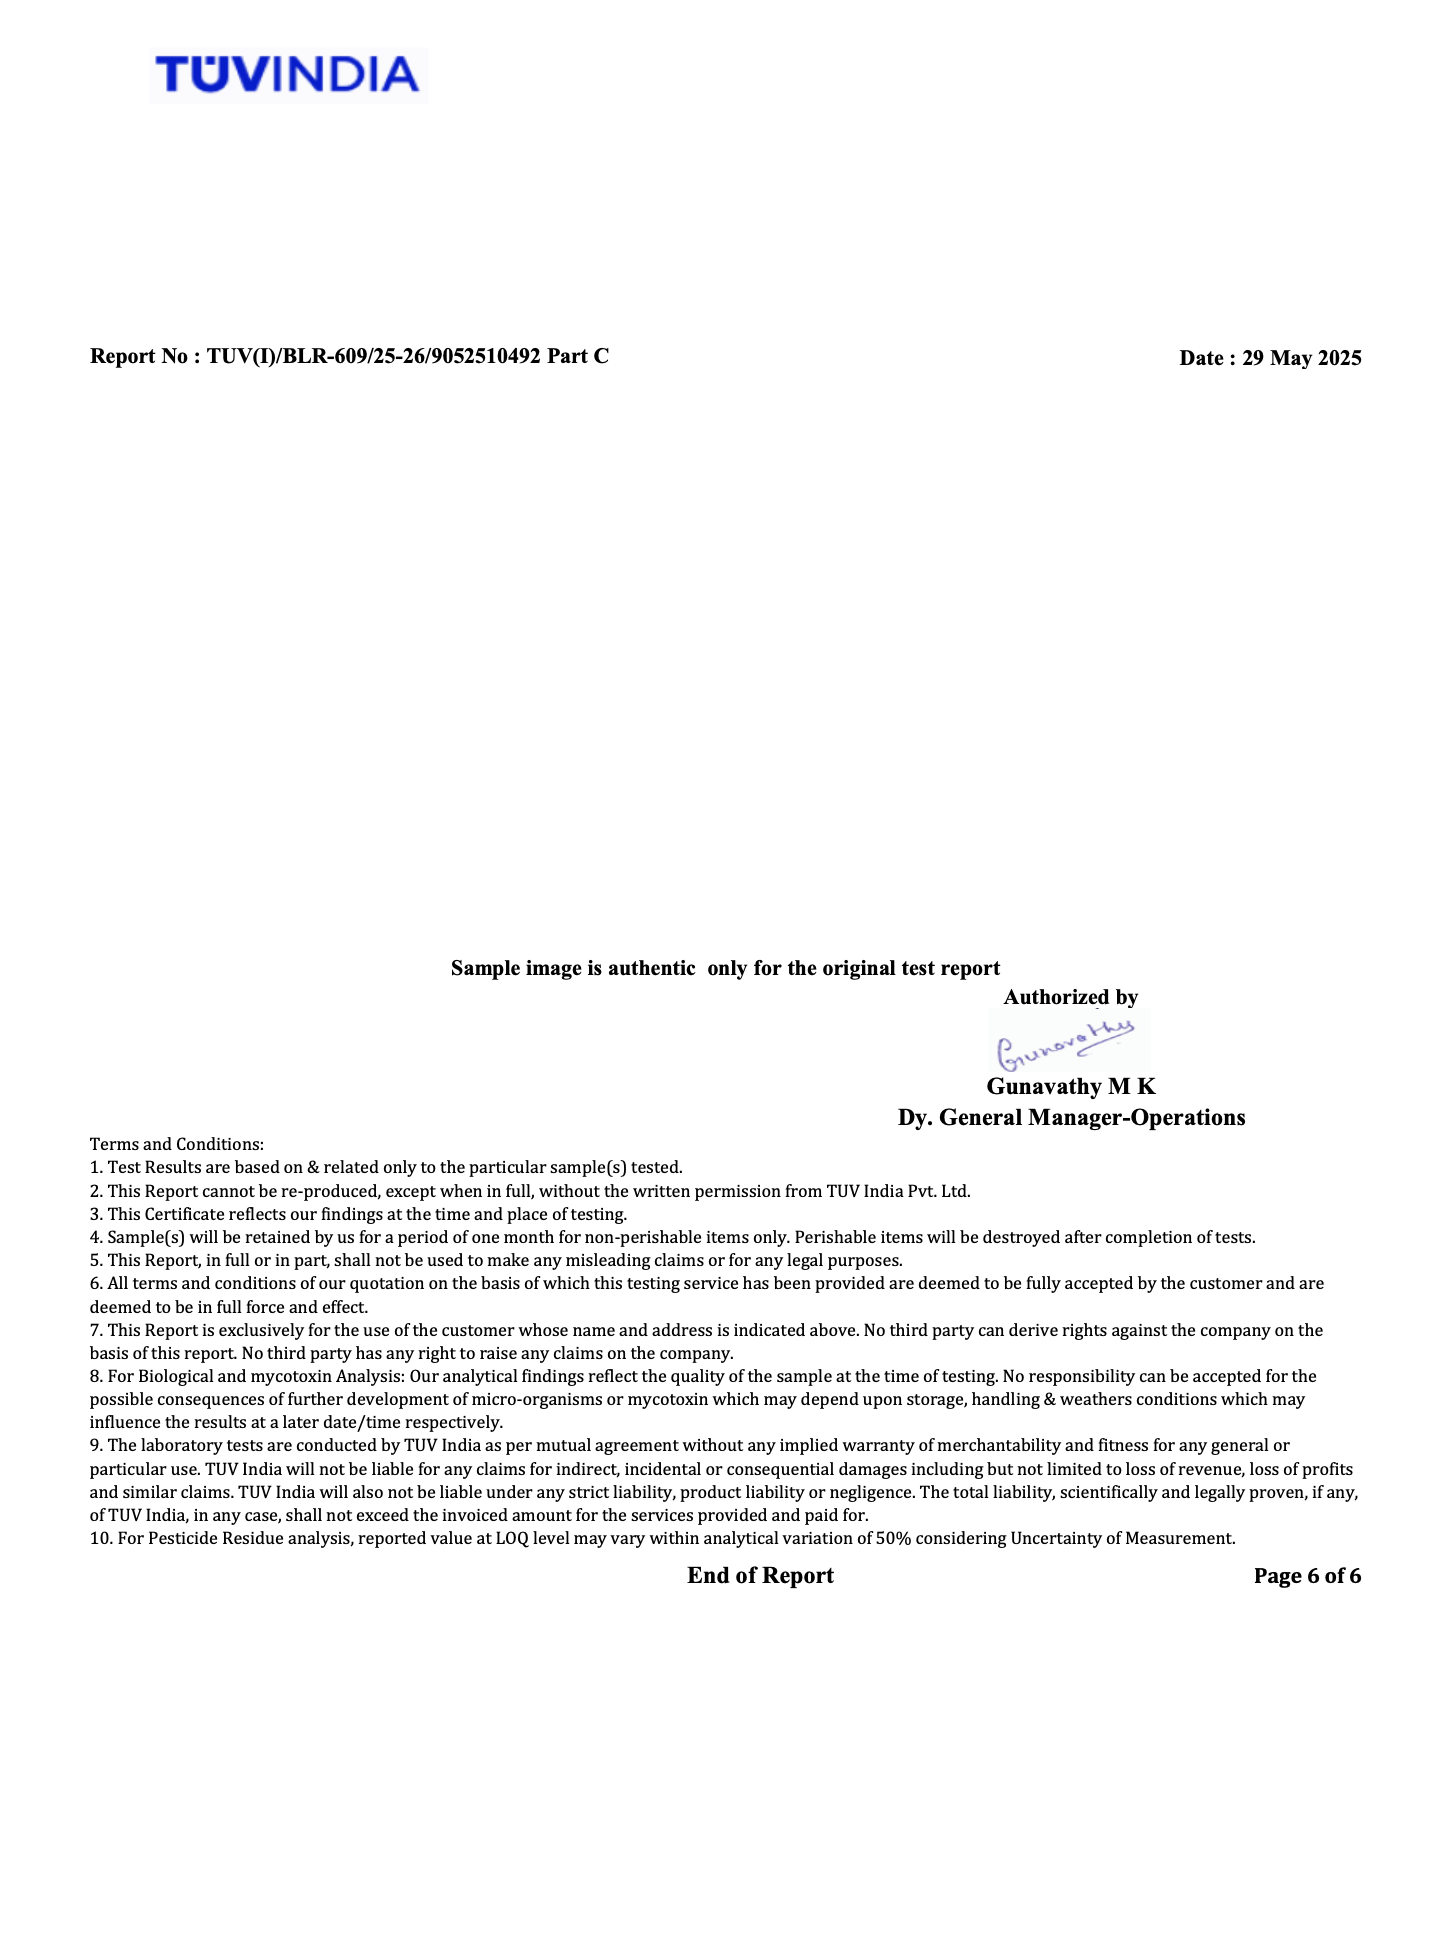 TÜVINDIA
Report No : TUV(I)/BLR-609/25-26/9052510492 Part C
Date : 29 May 2025
Sample image is authentic  only for the original test report
Authorized by
Gunavathy
Gunavathy M K
Dy. General Manager-Operations
Terms and Conditions:
1. Test Results are based on & related only to the particular sample(s) tested.
2. This Report cannot be re-produced, except when in full, without the written permission from TUV India Pvt. Ltd.
3. This Certificate reflects our findings at the time and place of testing.
4. Sample(s) will be retained by us for a period of one month for non-perishable items only. Perishable items will be destroyed after completion of tests.
5. This Report, in full or in part, shall not be used to make any misleading claims or for any legal purposes.
6. All terms and conditions of our quotation on the basis of which this testing service has been provided are deemed to be fully accepted by the customer and are
deemed to be in full force and effect.
7. This Report is exclusively for the use of the customer whose name and address is indicated above. No third party can derive rights against the company on the
basis of this report. No third party has any right to raise any claims on the company.
8. For Biological and mycotoxin Analysis: Our analytical findings reflect the quality of the sample at the time of testing. No responsibility can be accepted for the
possible consequences of further development of micro-organisms or mycotoxin which may depend upon storage, handling & weathers conditions which may
influence the results at a later date/time respectively.
9. The laboratory tests are conducted by TUV India as per mutual agreement without any implied warranty of merchantability and fitness for any general or
particular use. TUV India will not be liable for any claims for indirect, incidental or consequential damages including but not limited to loss of revenue, loss of profits
and similar claims. TUV India will also not be liable under any strict liability, product liability or negligence. The total liability, scientifically and legally proven, if any,
of TUV India, in any case, shall not exceed the invoiced amount for the services provided and paid for.
10. For Pesticide Residue analysis, reported value at LOQ level may vary within analytical variation of 50% considering Uncertainty of Measurement.
End of Report
Page 6 of 6